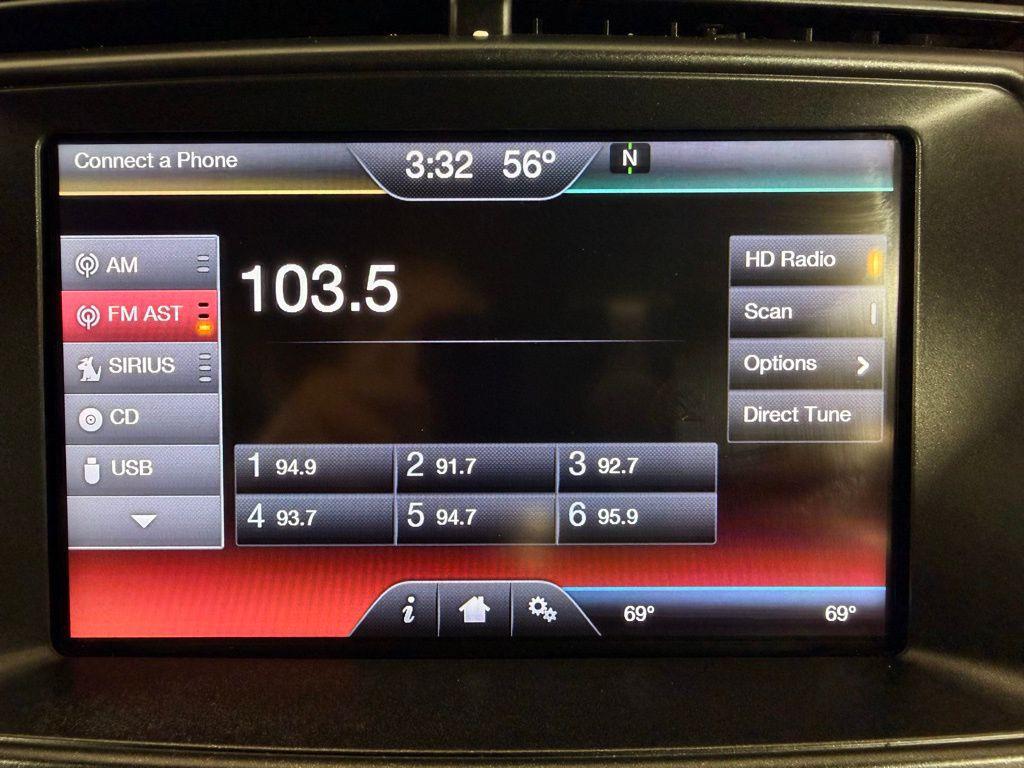 Connect a Phone 3:32 56° N
AM
FM AST
SIRIUS
CD
USB
103.5
HD Radio
Scan
Options
Direct Tune
1 94.9 2 91.7 3 92.7
4 93.7 5 94.7 6 95.9
i
69° 69°